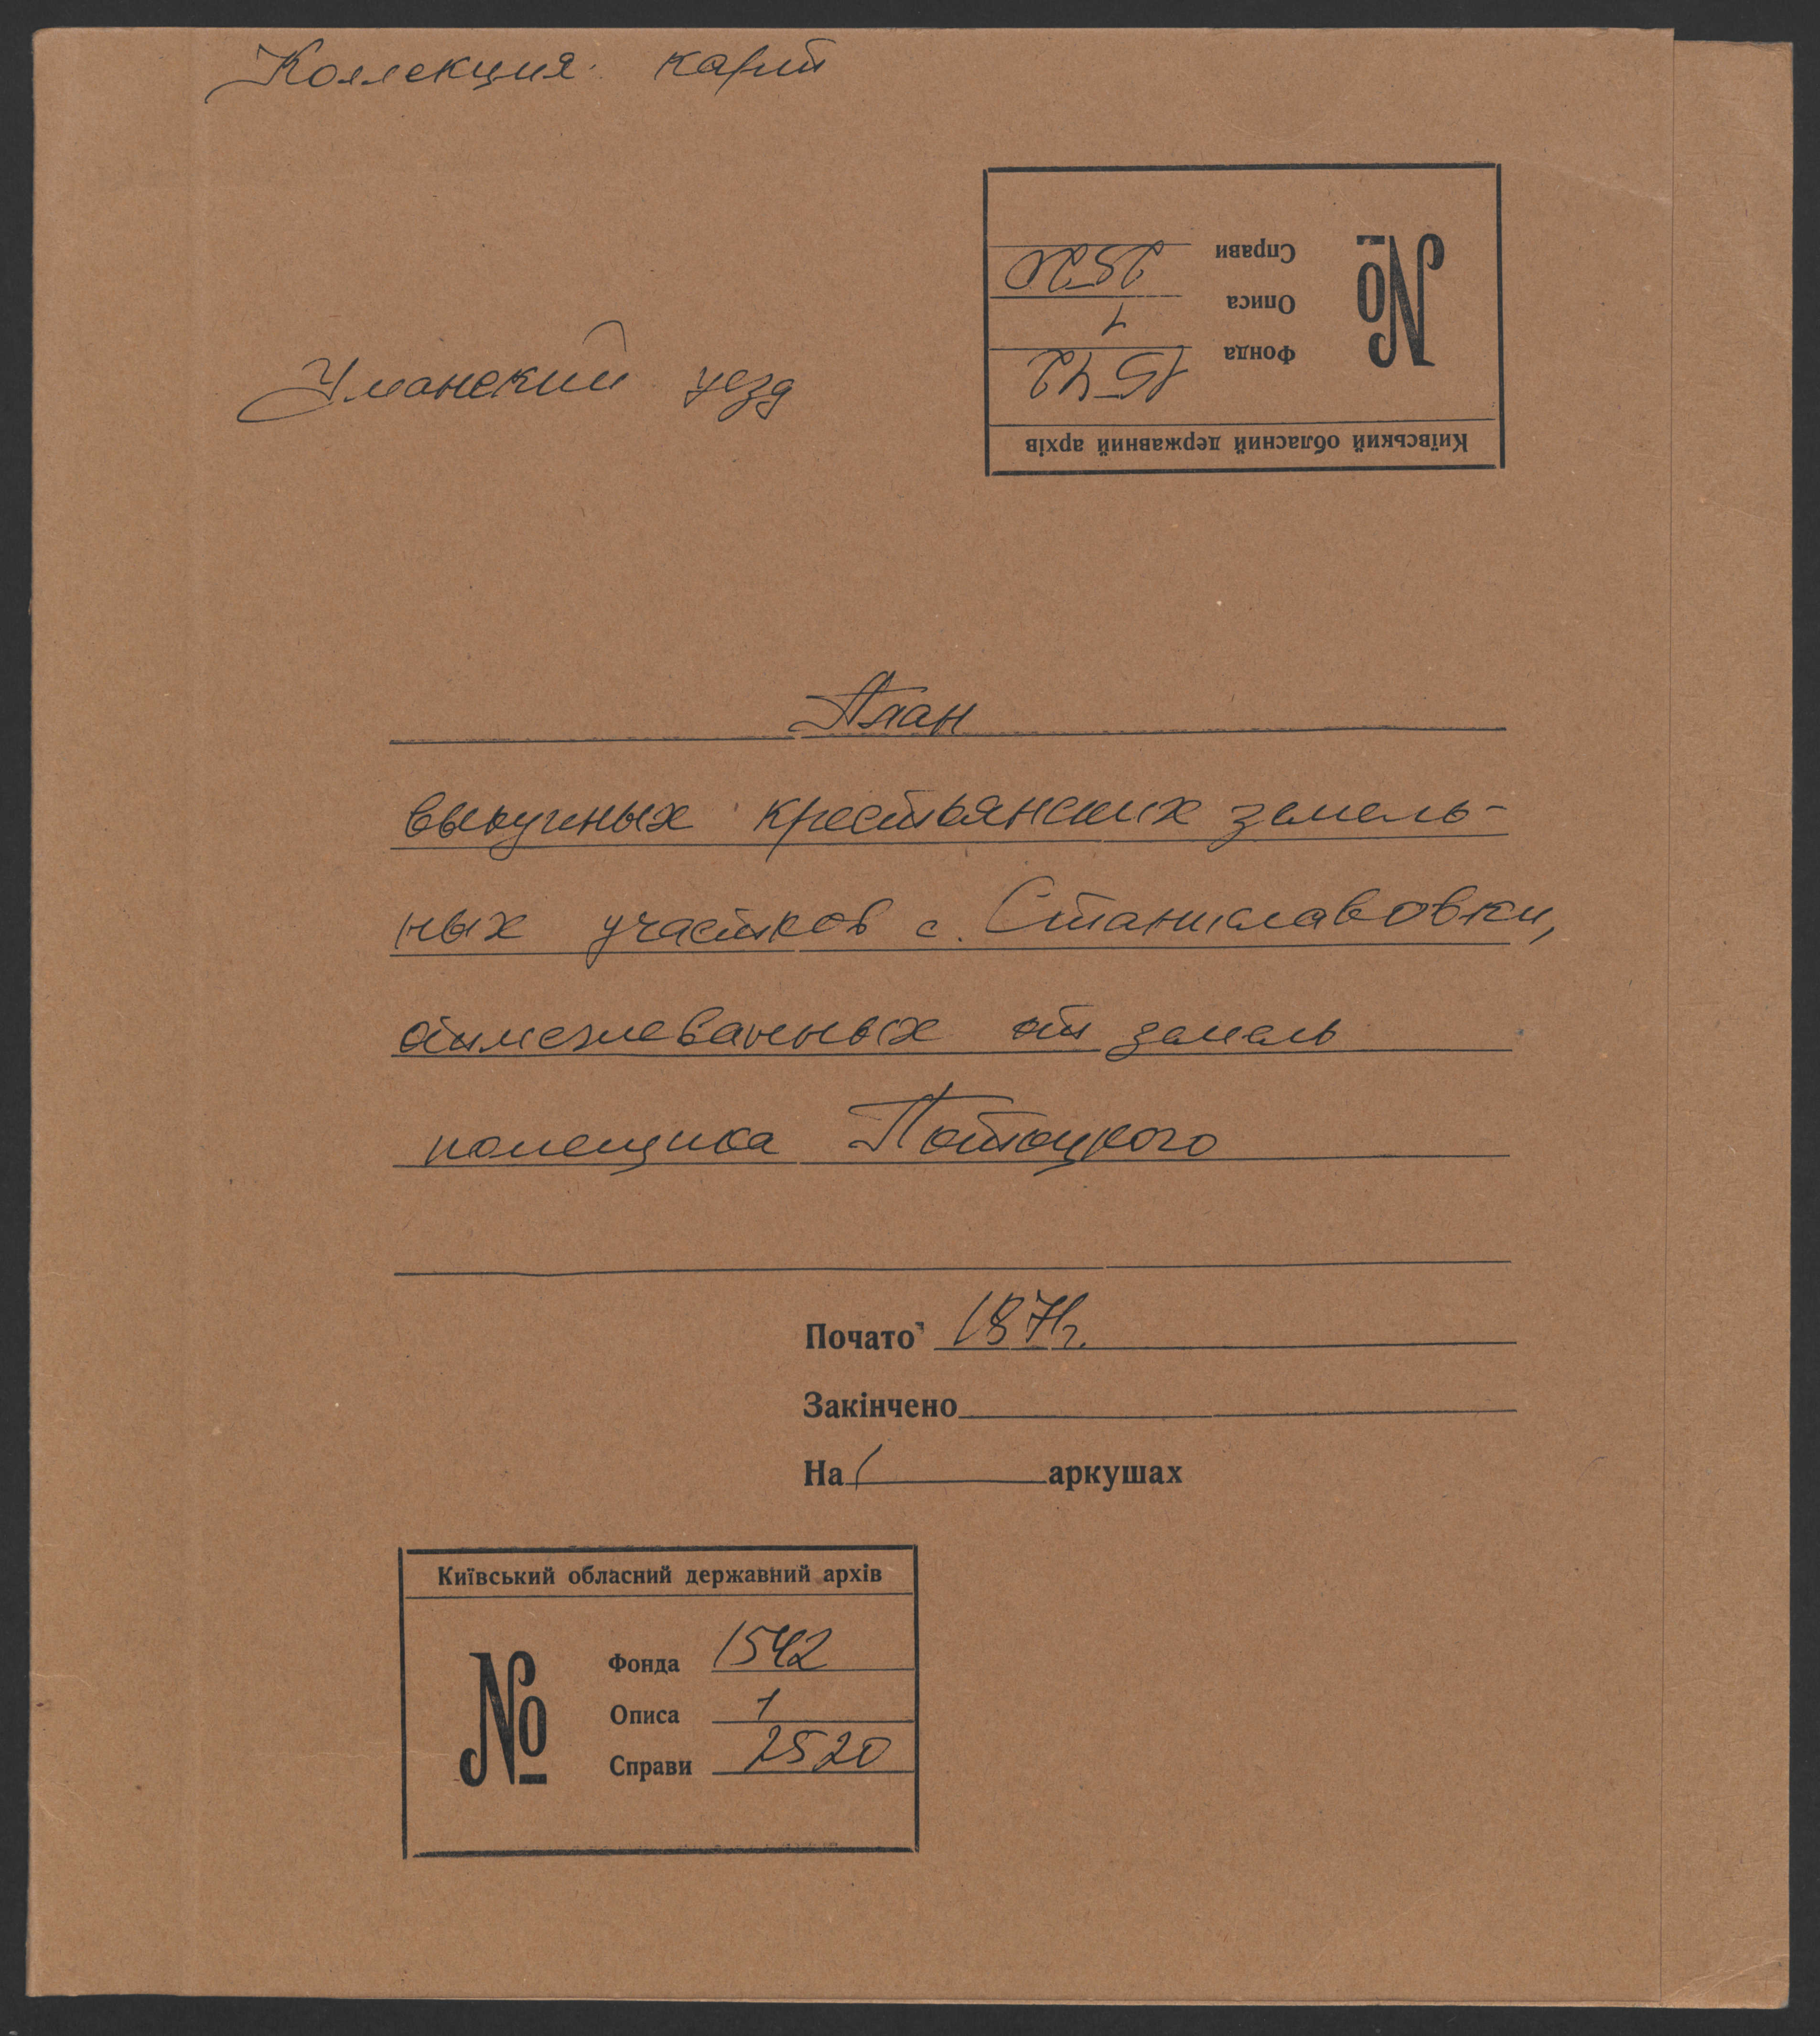 Коллекция карт
Справи 2520
Описа 1
Фонда 1542
№
Київський обласний державний архів
Уманский уезд
План
выкупных крестьянских земель-
ных участков с. Станиславовки,
отмежеванных от земель
помещика Потоцкого
Почато 1871г.
Закінчено
На 1 аркушах
Київський обласний державний архів
№
Фонда 1542
Описа 1
Справи 2520